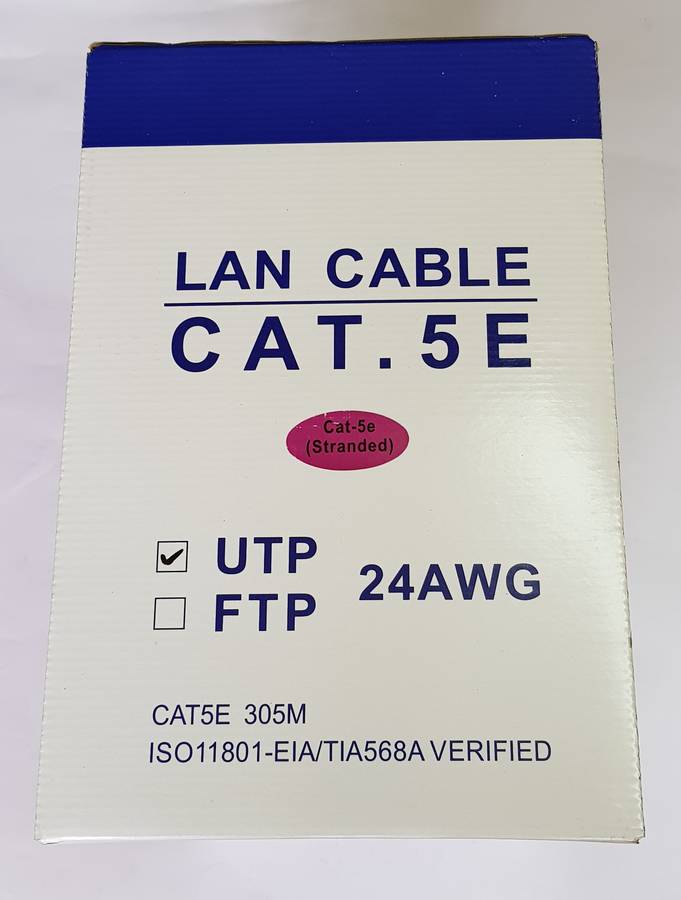 LAN CABLE
CAT.5E
Cat-5e
(Stranded)
UTP
FTP
24AWG
CAT5E 305M
ISO11801-EIA/TIA568A VERIFIED